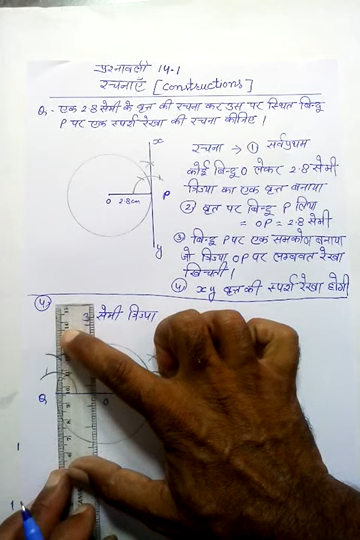 प्रश्नावली 14.1
रचनाएँ [Constructions]
Q. एक 2.8 सेमी के वृत्त की रचना कर उस पर स्थित बिन्दु
P पर एक स्पर्श रेखा की रचना कीजिए।
x
रचना → ① सर्वप्रथम
कोई बिन्दु O लेकर 2.8 सेमी
त्रिज्या का एक वृत्त बनाया
O 2.8cm P
② वृत्त पर बिन्दु P लिया
= OP = 2.8 सेमी
③ बिन्दु P पर एक समकोण बनाया
जो त्रिज्या OP पर लम्बवत रेखा
खिचती।
y
④ xy वृत्त की स्पर्श रेखा होगी
④ सेमी त्रिज्या
Q O